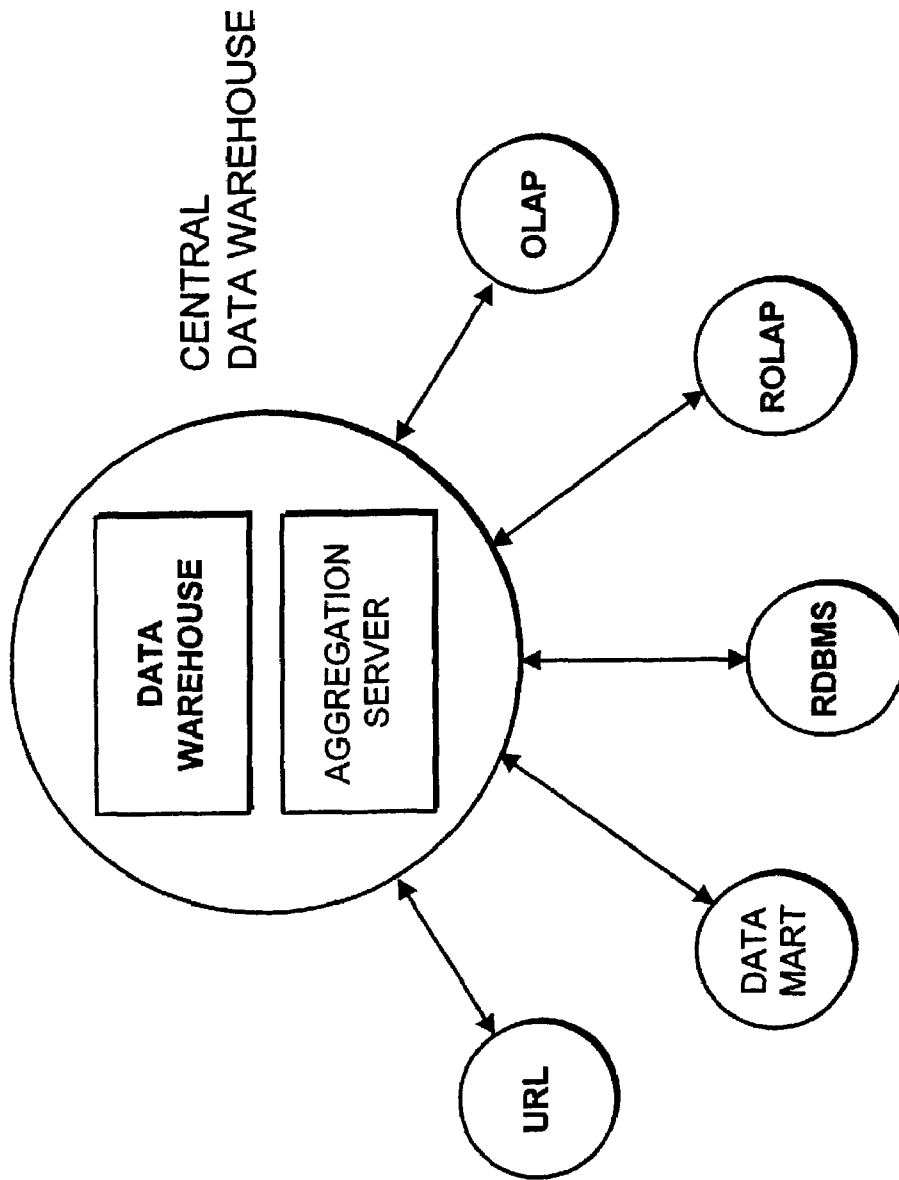 CENTRAL
DATA WAREHOUSE
DATA
WAREHOUSE
AGGREGATION
SERVER
URL
DATA
MART
RDBMS
ROLAP
OLAP